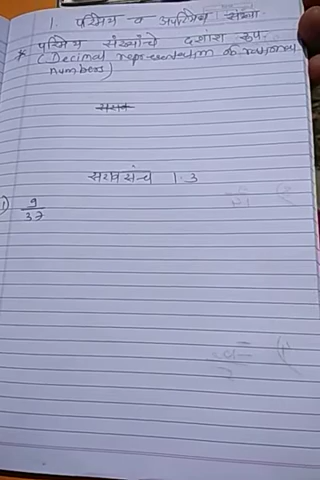 1. परिमेय व अपरिमेय संख्या
* परिमेय संख्यांचे दशांश रूप
(Decimal representation of rational
numbers)
सरावसंच 1.3
1) 9/37